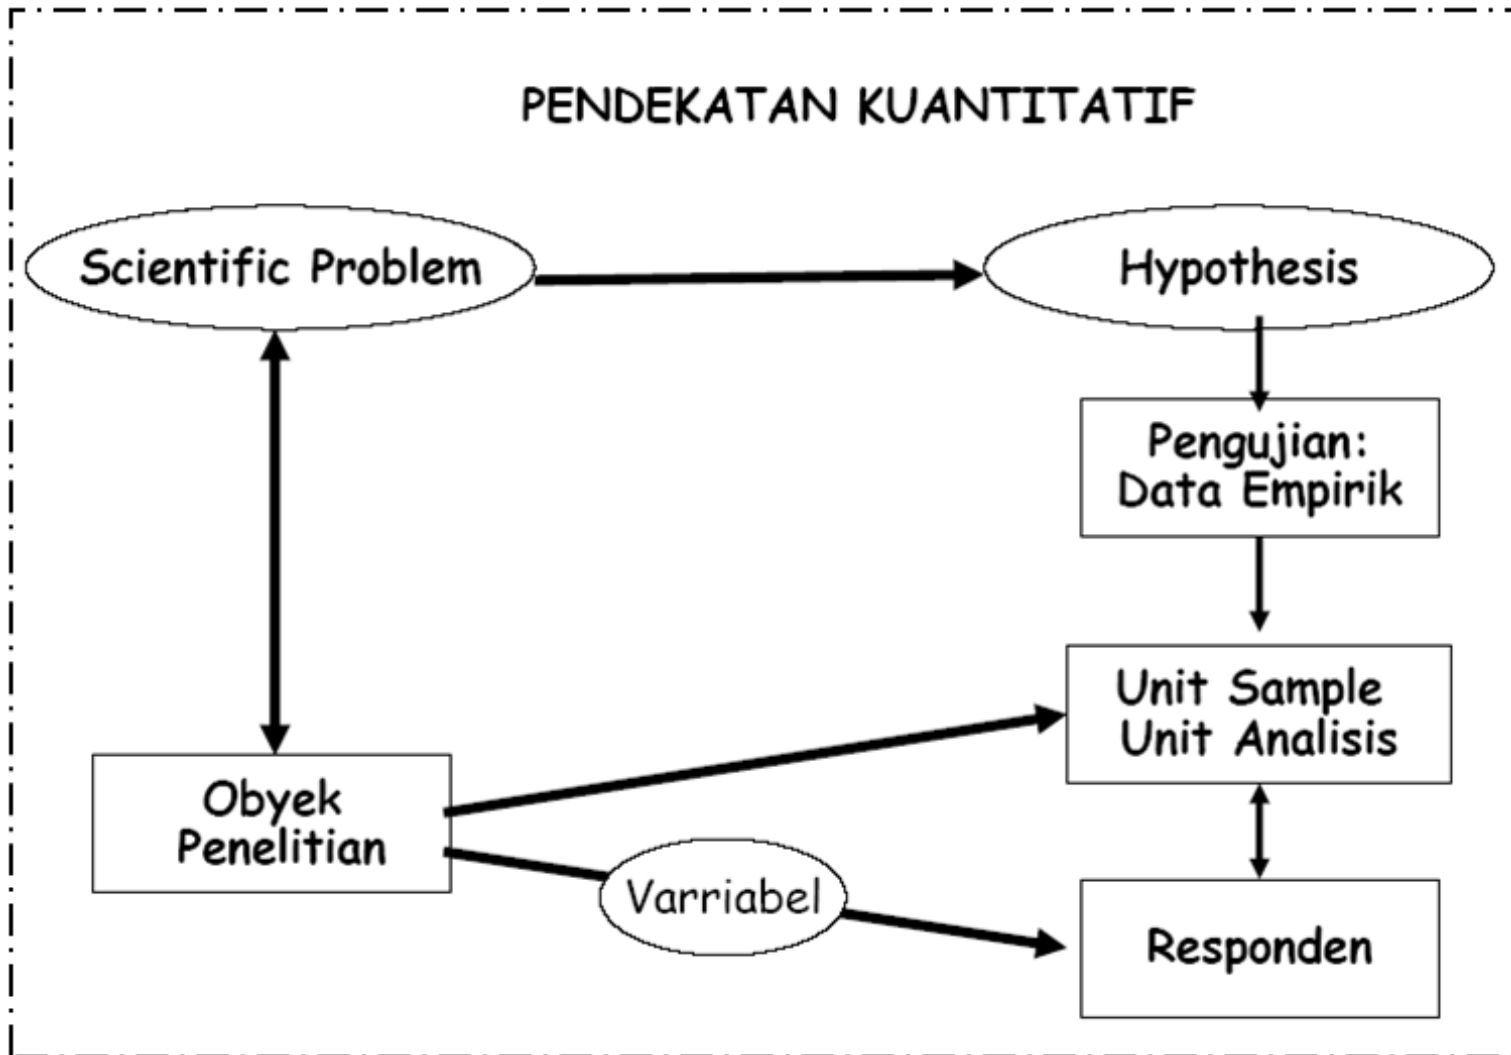 PENDEKATAN KUANTITATIF
Scientific Problem
Hypothesis
Pengujian:
Data Empirik
Unit Sample
Unit Analisis
Obyek
Penelitian
Varriabel
Responden